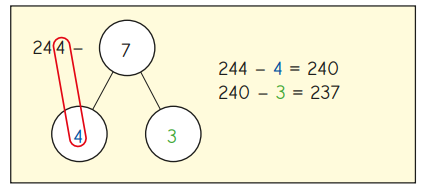 244 – 7
4 3
244 – 4 = 240
240 – 3 = 237